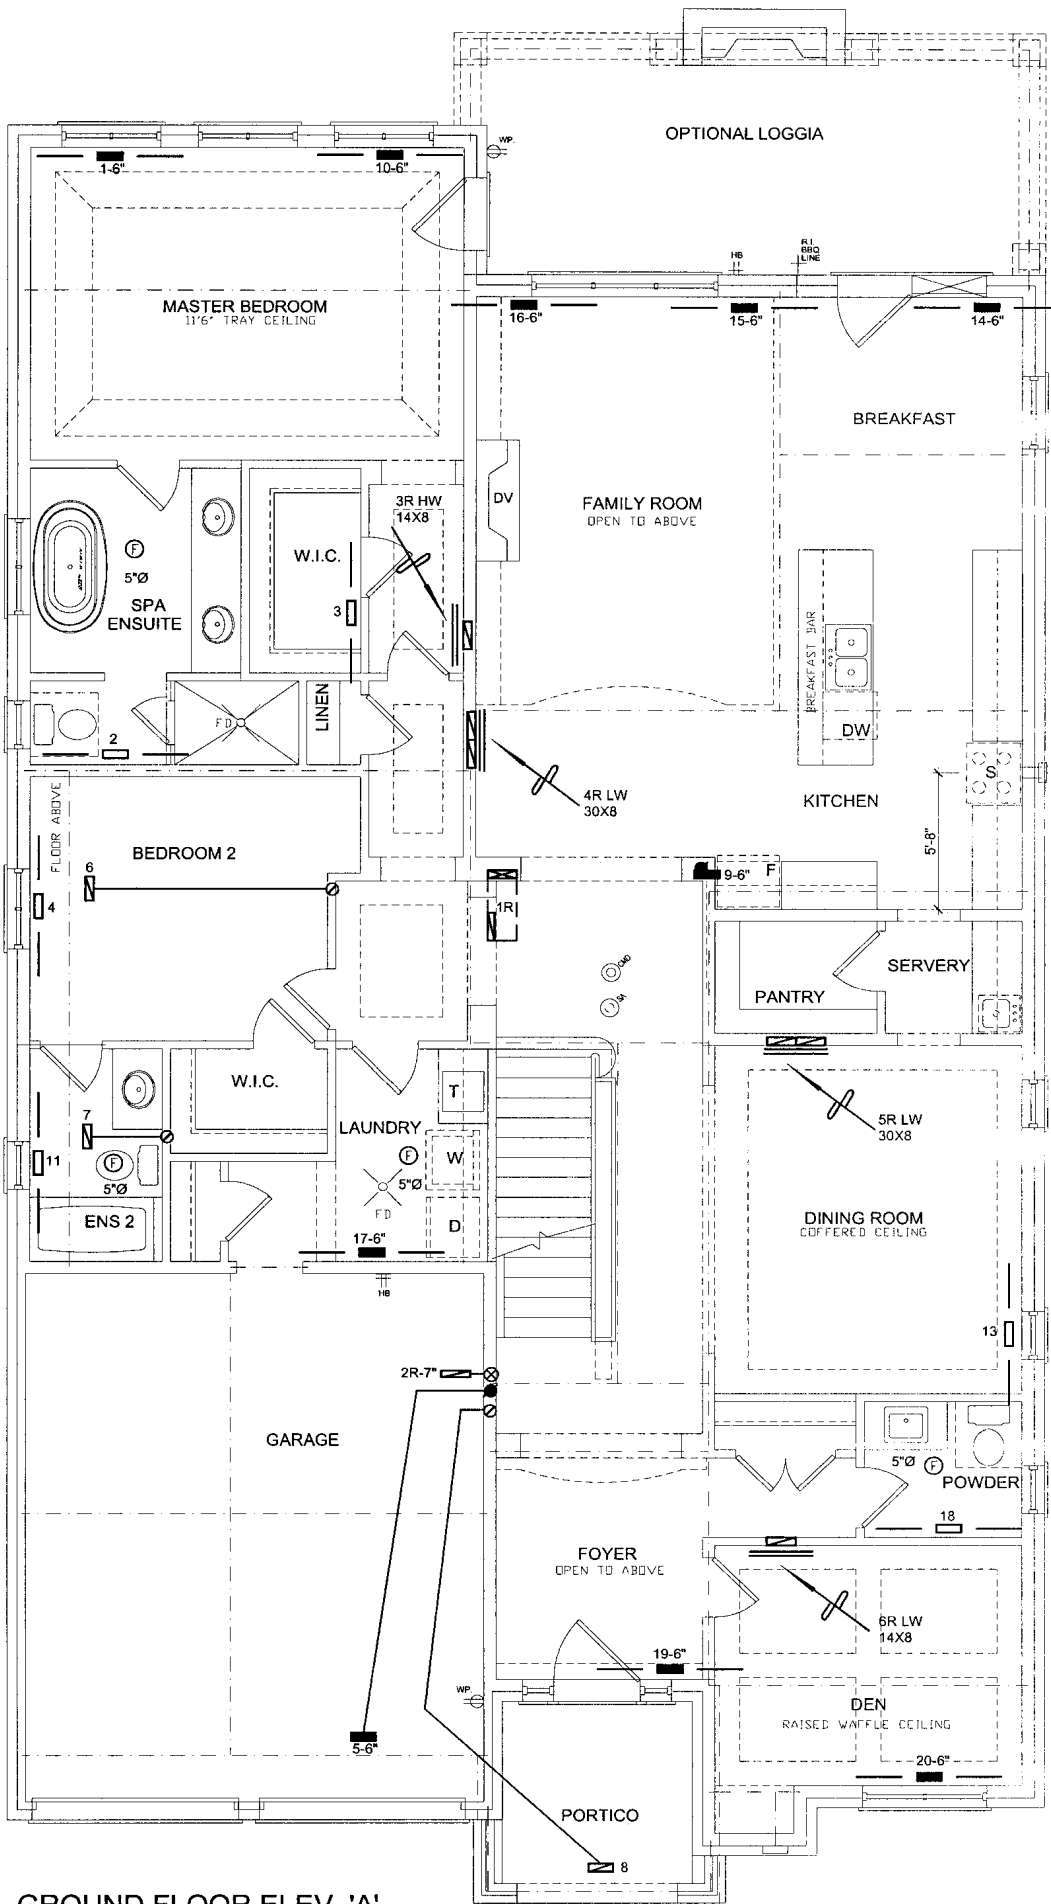 OPTIONAL LOGGIA
WP.
1-6"
10-6"
HB
R.I.
BBQ
LINE
MASTER BEDROOM
11'6" TRAY CEILING
16-6"
15-6"
14-6"
BREAKFAST
DV
FAMILY ROOM
OPEN TO ABOVE
3R HW
14X8
W.I.C.
F
5"Ø
SPA
ENSUITE
3
BREAKFAST BAR
LINEN
FD
2
DW
S
4R LW
30X8
KITCHEN
5'-8"
FLOOR ABOVE
BEDROOM 2
6
4
1R
9-6"
F
CMD
SA
SERVERY
PANTRY
W.I.C.
T
7
LAUNDRY
5R LW
30X8
11
F
5"Ø
F
5"Ø
W
FD
ENS 2
D
DINING ROOM
COFFERED CEILING
17-6"
HB
13
2R-7"
GARAGE
5"Ø
F
POWDER
18
FOYER
OPEN TO ABOVE
6R LW
14X8
19-6"
WP.
DEN
RAISED WAFFLE CEILING
5-6"
20-6"
PORTICO
8
GROUND FLOOR ELEV. 'A'